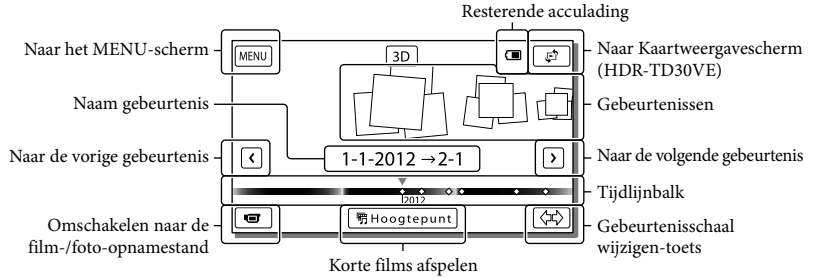 Resterende acculading
Naar het MENU-scherm
MENU
3D
Naar Kaartweergavescherm
(HDR-TD30VE)
Naam gebeurtenis
Gebeurtenissen
Naar de vorige gebeurtenis
1-1-2012 →2-1
Naar de volgende gebeurtenis
Tijdlijnbalk
2012
Omschakelen naar de
film-/foto-opnamestand
Hoogtepunt
Gebeurtenisschaal
wijzigen-toets
Korte films afspelen